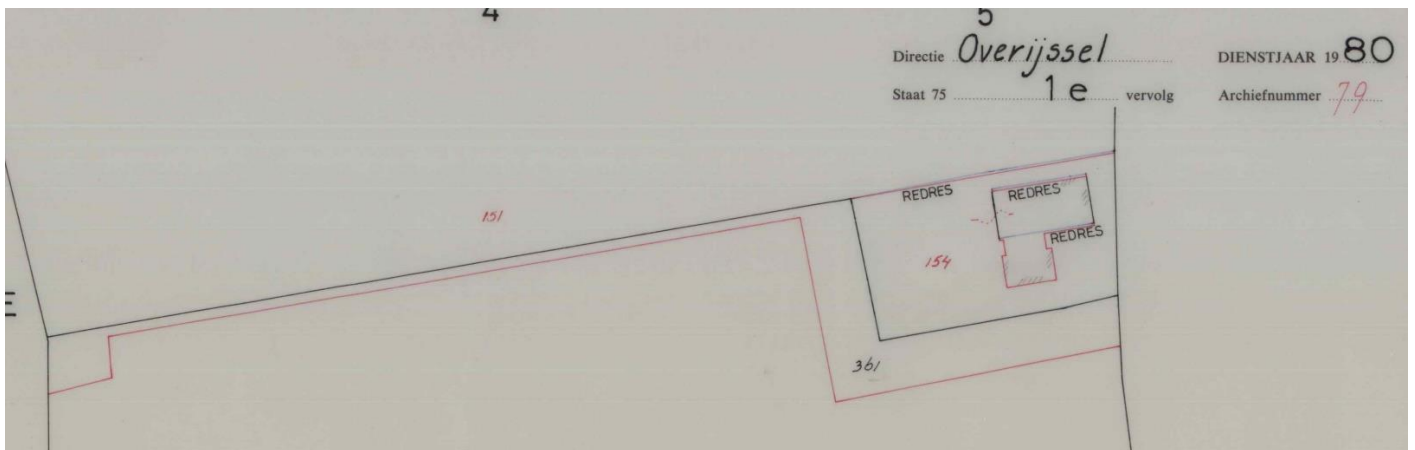 4 5
Directie Overijssel DIENSTJAAR 1980
Staat 75 1e vervolg Archiefnummer 79
REDRES REDRES
151
REDRES
154
361